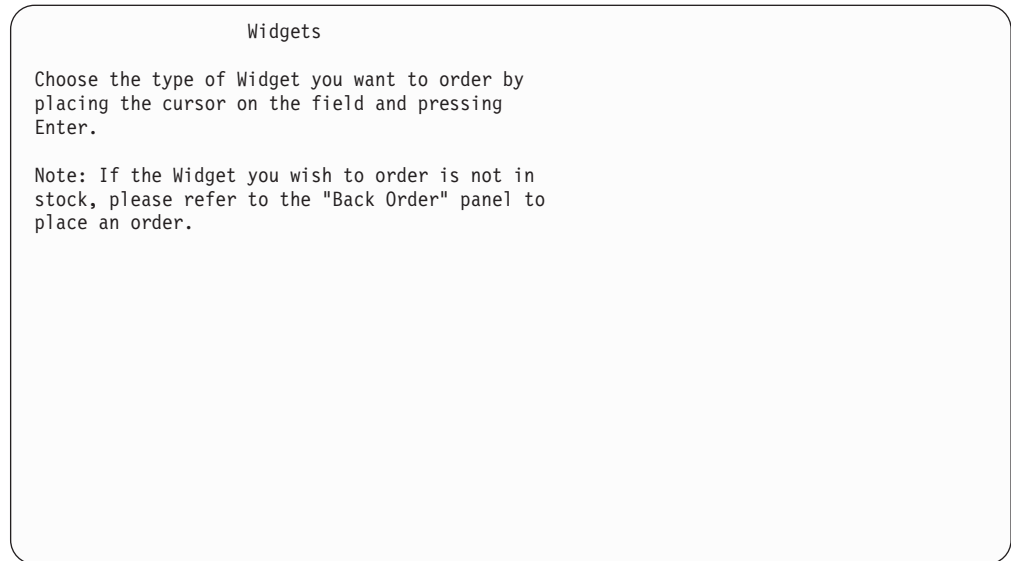 Widgets
Choose the type of Widget you want to order by
placing the cursor on the field and pressing
Enter.
Note: If the Widget you wish to order is not in
stock, please refer to the "Back Order" panel to
place an order.